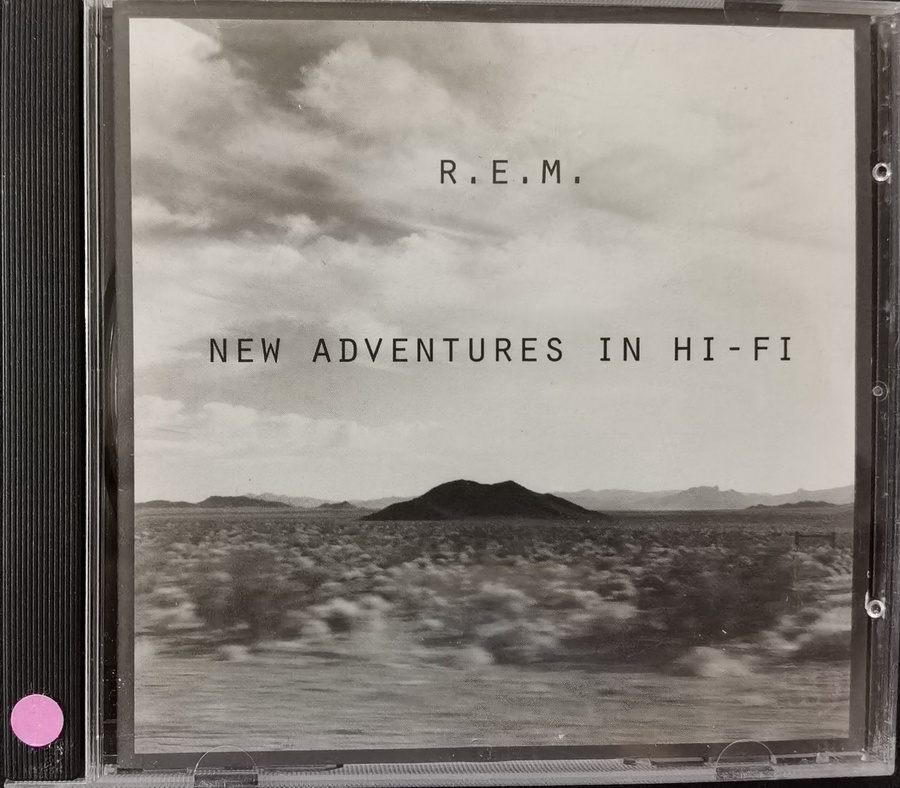 R.E.M.
NEW ADVENTURES IN HI-FI